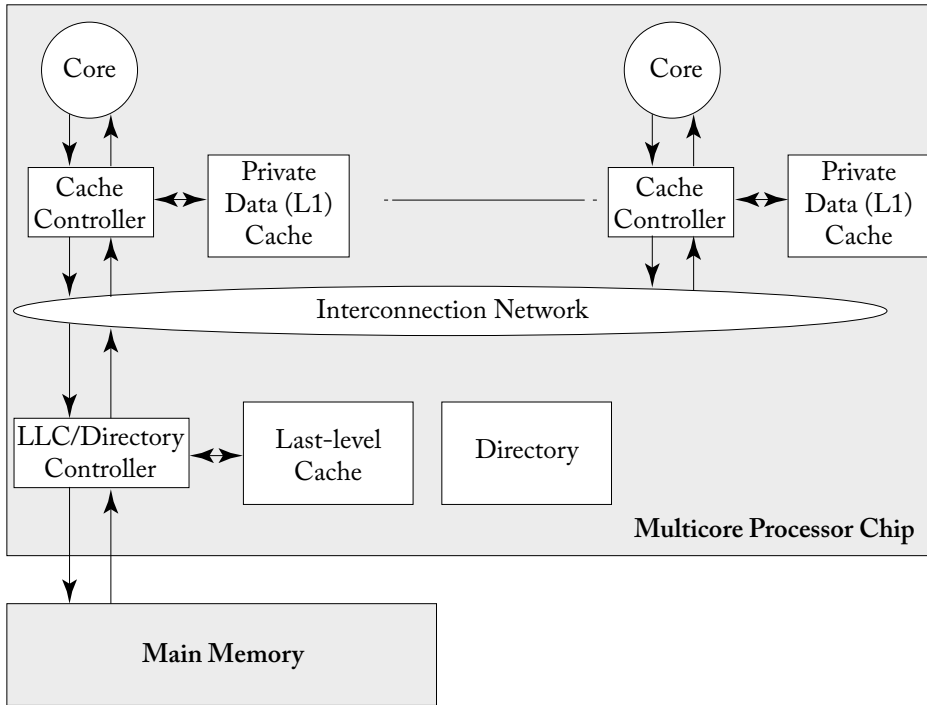 Core
Core
Cache
Controller
Private
Data (L1)
Cache
Cache
Controller
Private
Data (L1)
Cache
Interconnection Network
LLC/Directory
Controller
Last-level
Cache
Directory
Multicore Processor Chip
Main Memory